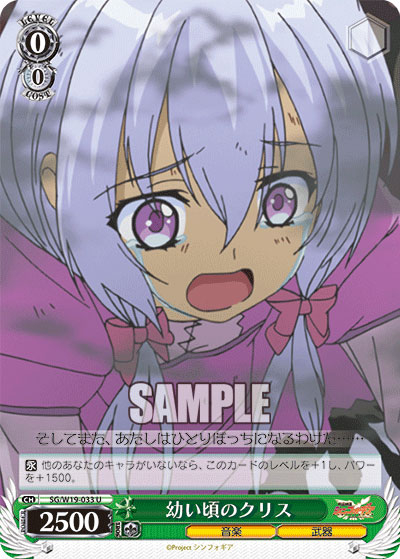 LEVEL
0
0
COST
SAMPLE
そしてまた、あたしはひとりぼっちになるわけだ……
永 他のあなたのキャラがいないなら、このカードのレベルを+1し、パワーを+1500。
CH SG/W19-033 U
2500
幼い頃のクリス
音楽
武器
©Project シンフォギア